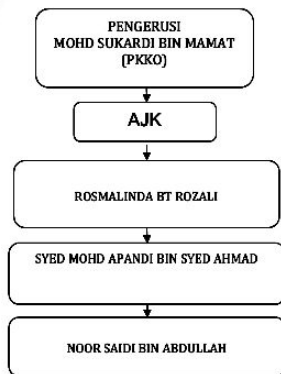 PENGERUSI
MOHD SUKARDI BIN MAMAT
(PKKO)
AJK
ROSMALINDA BT ROZALI
SYED MOHD APANDI BIN SYED AHMAD
NOOR SAIDI BIN ABDULLAH